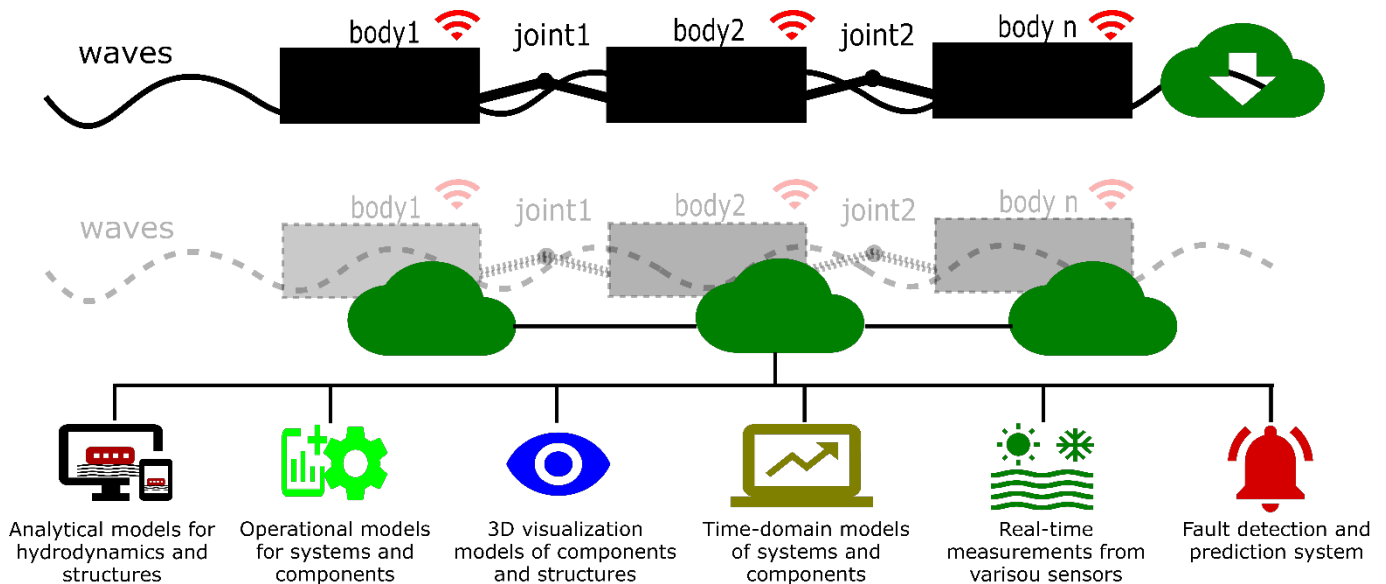 waves
body1
joint1
body2
joint2
body n
waves
body1
joint1
body2
joint2
body n
Analytical models for
hydrodynamics and
structures
Operational models
for systems and
components
3D visualization
models of components
and structures
Time-domain models
of systems and
components
Real-time
measurements from
varisou sensors
Fault detection and
prediction system